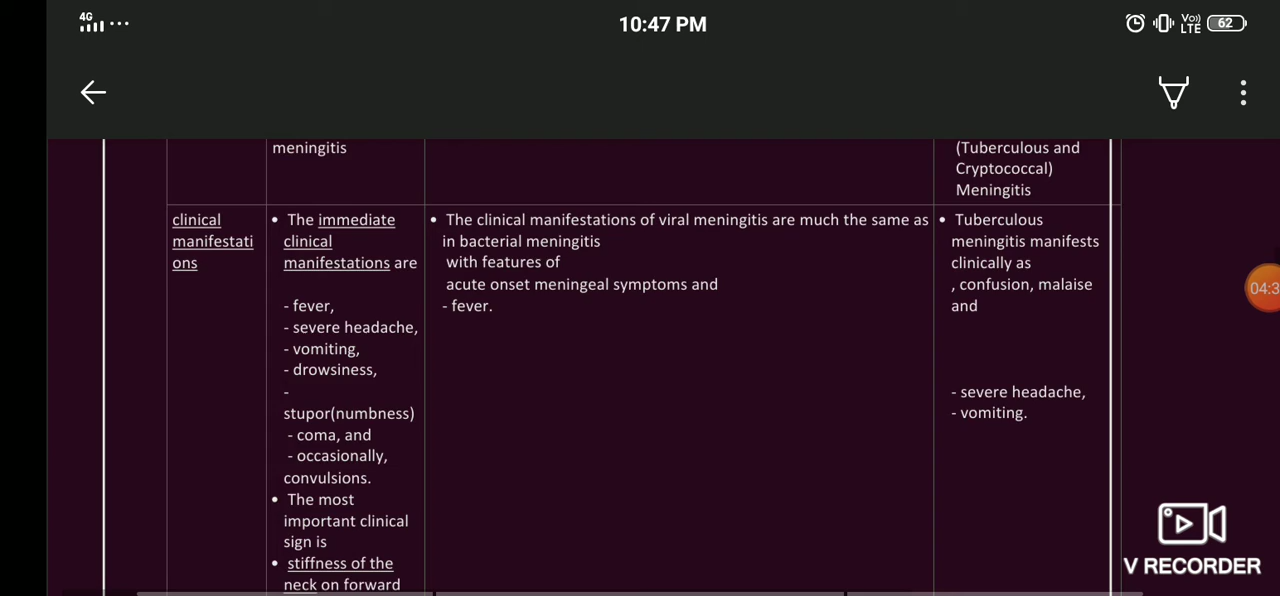 4G
10:47 PM
Vo))
LTE
62
meningitis
(Tuberculous and
Cryptococcal)
Meningitis
clinical
manifestati
ons
• The immediate
clinical
manifestations are
- fever,
- severe headache,
- vomiting,
- drowsiness,
-
stupor(numbness)
- coma, and
- occasionally,
convulsions.
• The most
important clinical
sign is
• stiffness of the
neck on forward
• The clinical manifestations of viral meningitis are much the same as
in bacterial meningitis
with features of
acute onset meningeal symptoms and
- fever.
• Tuberculous
meningitis manifests
clinically as
, confusion, malaise
and
- severe headache,
- vomiting.
04:3
V RECORDER